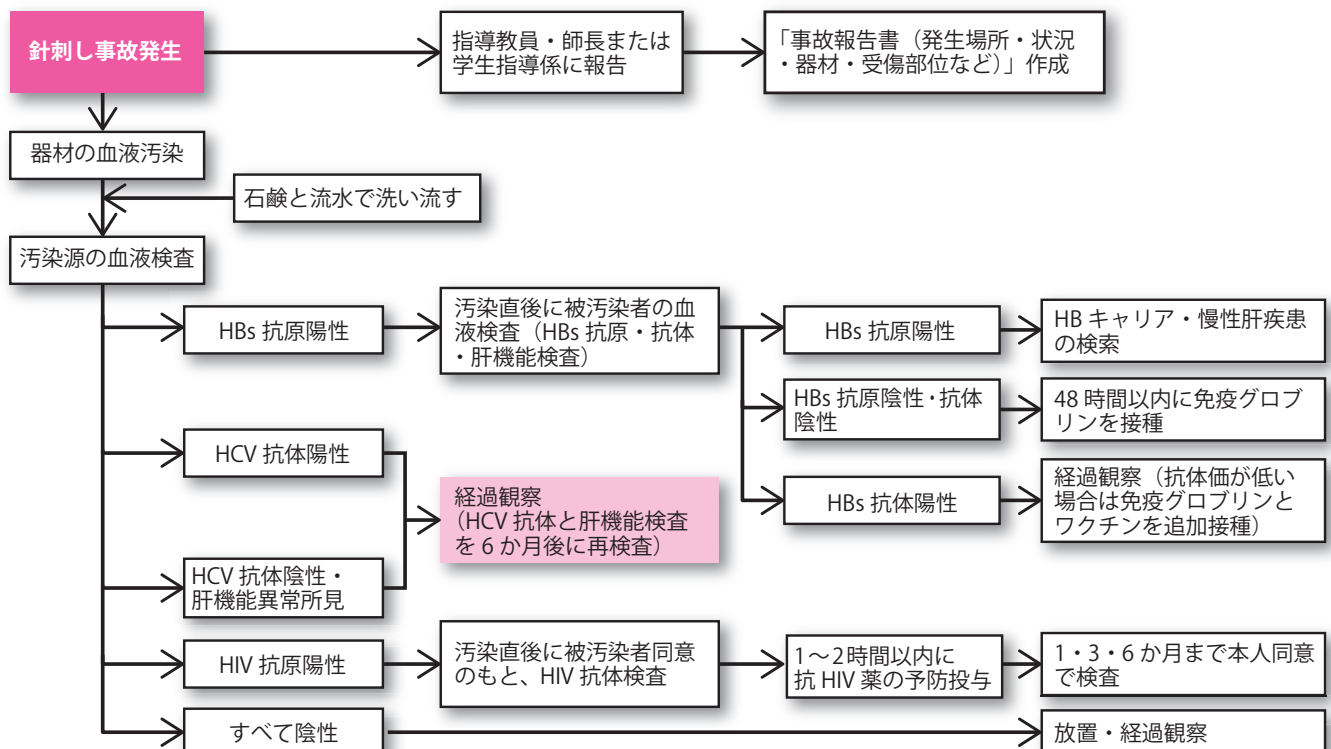 針刺し事故発生
指導教員・師長または
学生指導係に報告
「事故報告書（発生場所・状況
・器材・受傷部位など）」作成
器材の血液汚染
石鹸と流水で洗い流す
汚染源の血液検査
HBs 抗原陽性
汚染直後に被汚染者の血
液検査（HBs 抗原・抗体
・肝機能検査）
HBs 抗原陽性
HB キャリア・慢性肝疾患
の検索
HBs 抗原陰性・抗体
陰性
48 時間以内に免疫グロブ
リンを接種
HBs 抗体陽性
経過観察（抗体価が低い
場合は免疫グロブリンと
ワクチンを追加接種）
HCV 抗体陽性
HCV 抗体陰性・
肝機能異常所見
経過観察
（HCV 抗体と肝機能検査
を 6 か月後に再検査）
HIV 抗原陽性
汚染直後に被汚染者同意
のもと、HIV 抗体検査
1～2時間以内に
抗 HIV 薬の予防投与
1・3・6 か月まで本人同意
で検査
すべて陰性
放置・経過観察